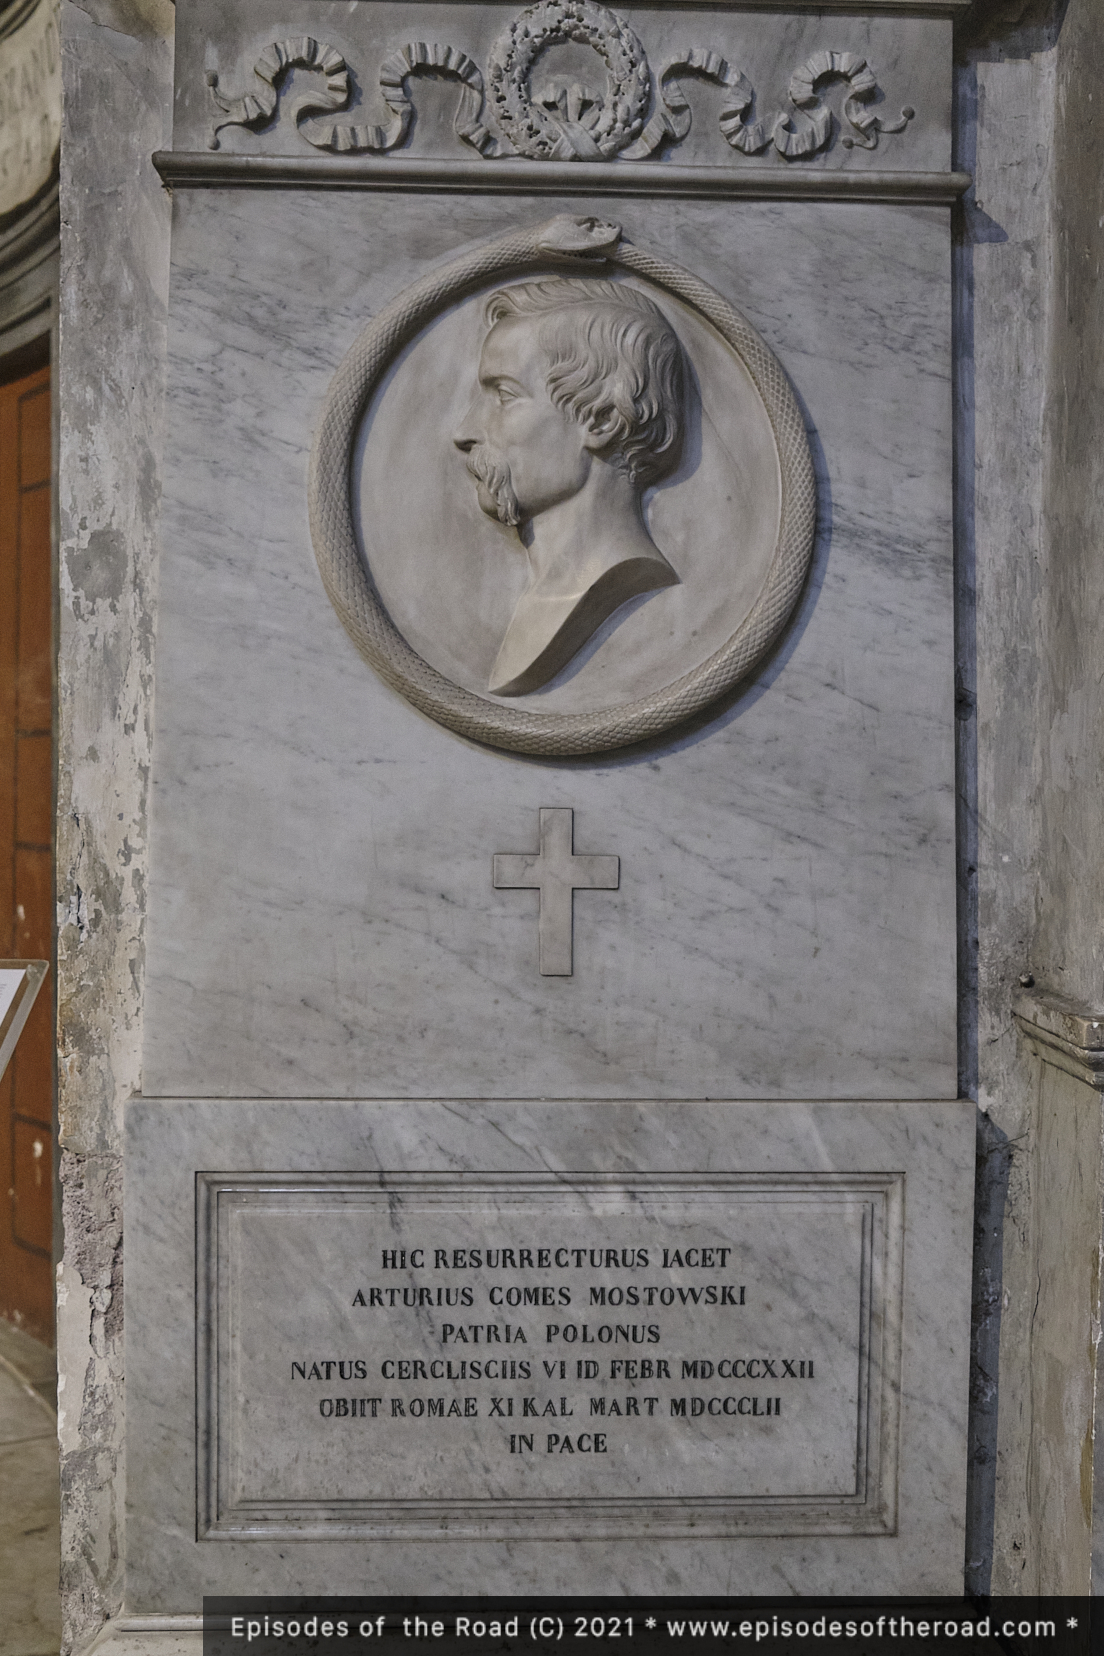 HIC RESURRECTURUS IACET
ARTURIUS COMES MOSTOWSKI
PATRIA POLONUS
NATUS CERCLISCIIS VI ID FEBR MDCCCXXII
OBIIT ROMAE XI KAL MART MDCCCLII
IN PACE
Episodes of the Road (C) 2021 * www.episodesoftheroad.com *